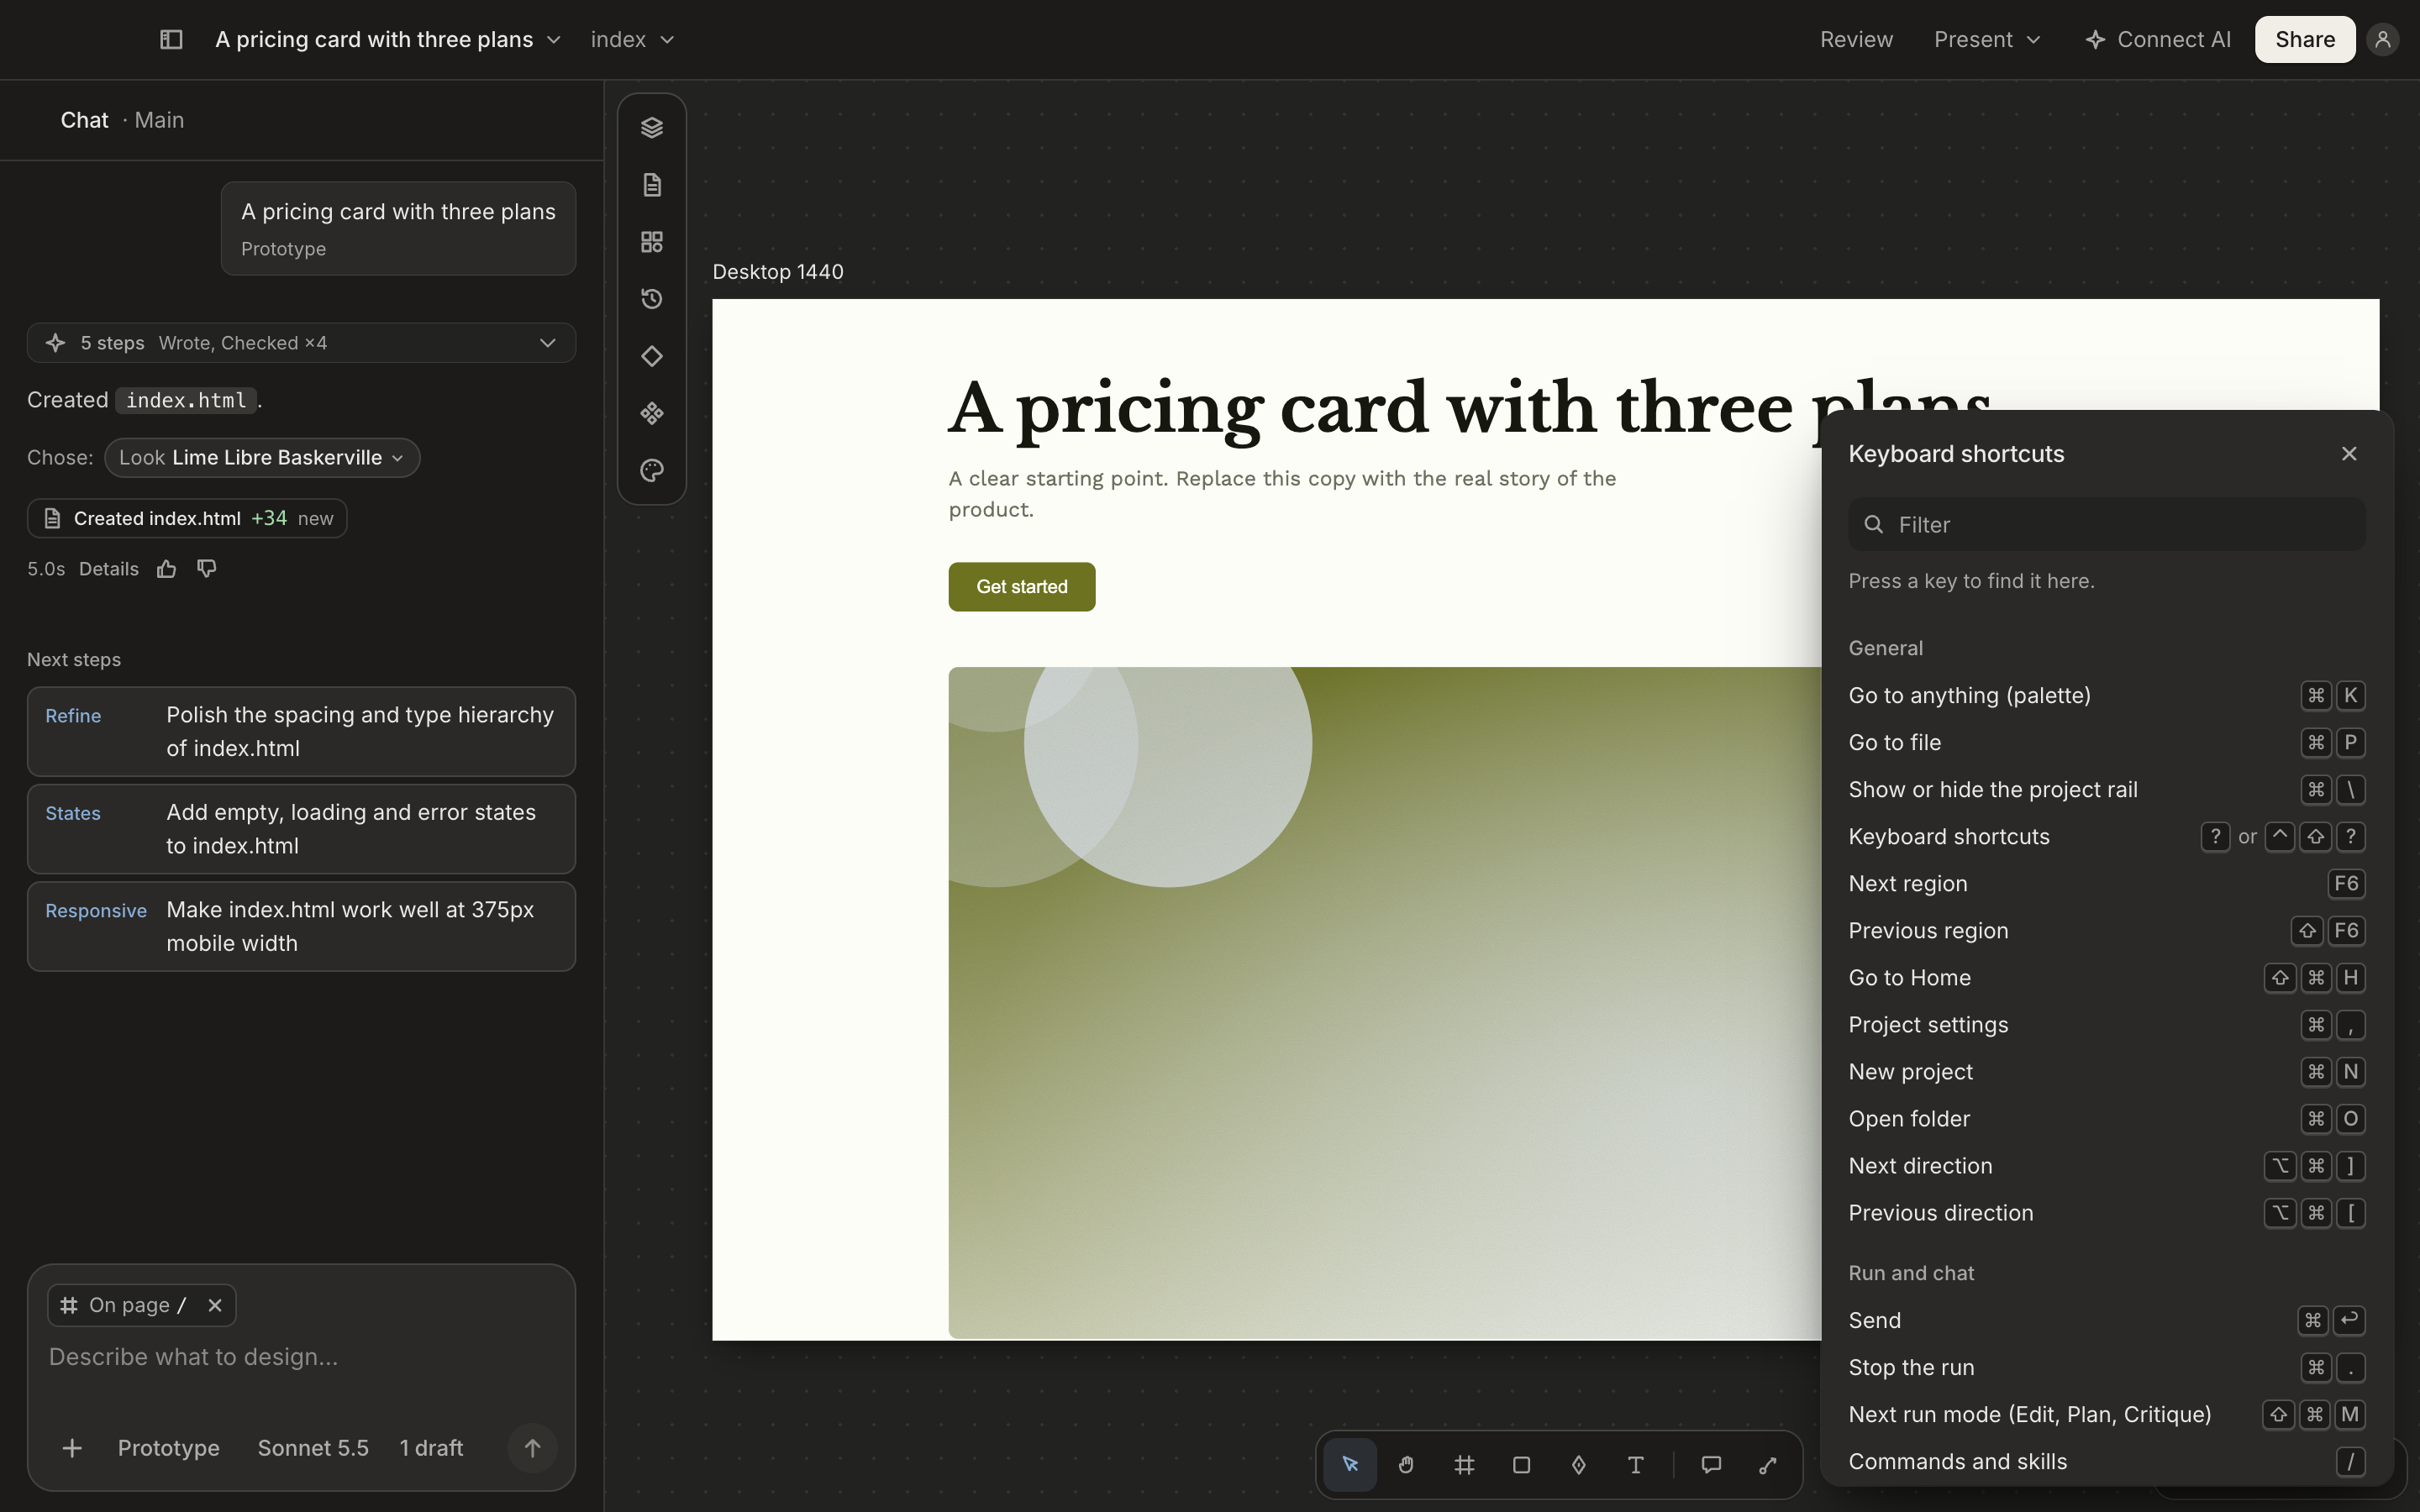 A pricing card with three plans
index
Review
Present
Connect AI
Share
Chat · Main
A pricing card with three plans
Prototype
5 steps Wrote, Checked ×4
Created index.html.
Chose: Look Lime Libre Baskerville
Created index.html +34 new
5.0s Details
Next steps
Refine Polish the spacing and type hierarchy
of index.html
States Add empty, loading and error states
to index.html
Responsive Make index.html work well at 375px
mobile width
On page /
Describe what to design...
Prototype Sonnet 5.5 1 draft
Desktop 1440
A pricing card with three plans
A clear starting point. Replace this copy with the real story of the
product.
Get started
Keyboard shortcuts
Filter
Press a key to find it here.
General
Go to anything (palette) ⌘ K
Go to file ⌘ P
Show or hide the project rail ⌘ \
Keyboard shortcuts ? or ^ ⇧ ?
Next region F6
Previous region ⇧ F6
Go to Home ⇧ ⌘ H
Project settings ⌘ ,
New project ⌘ N
Open folder ⌘ O
Next direction ⌥ ⌘ ]
Previous direction ⌥ ⌘ [
Run and chat
Send ⌘ ↩
Stop the run ⌘ .
Next run mode (Edit, Plan, Critique) ⇧ ⌘ M
Commands and skills /